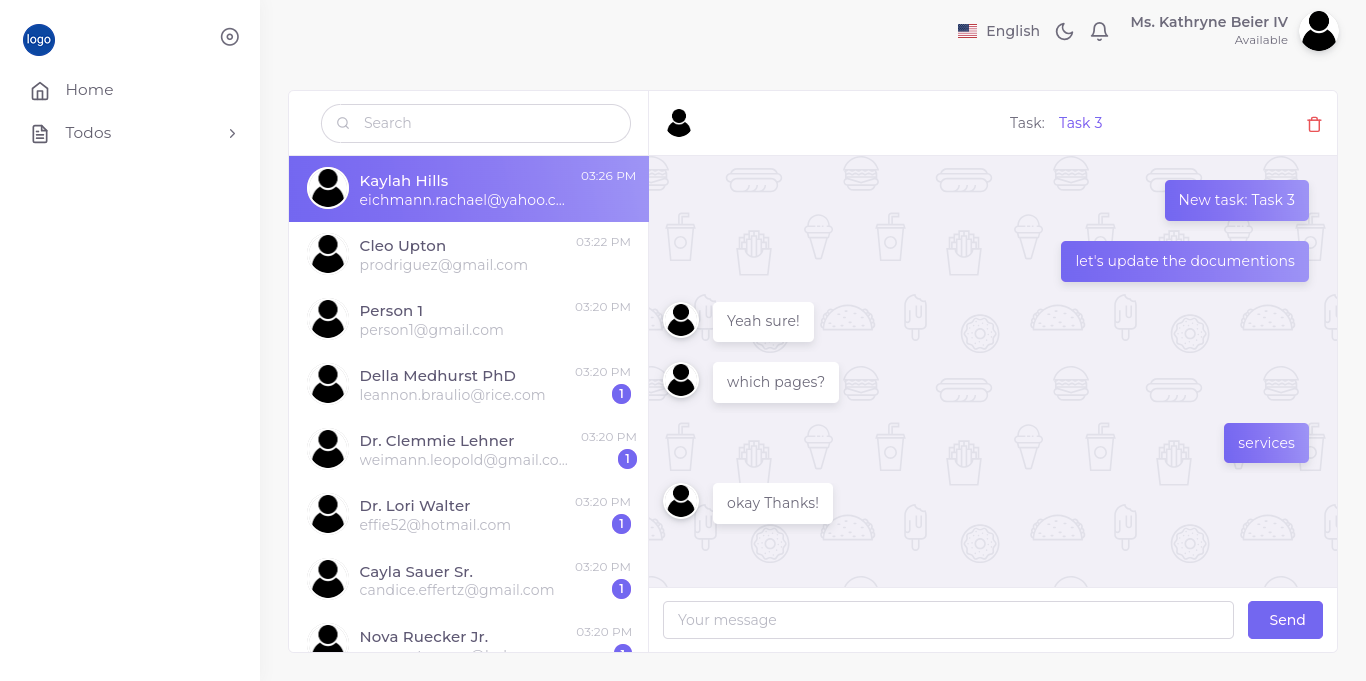 logo
Home
Todos
English
Ms. Kathryne Beier IV
Available
Search
Kaylah Hills
03:26 PM
eichmann.rachael@yahoo.c...
Cleo Upton
03:22 PM
prodriguez@gmail.com
Person 1
03:20 PM
person1@gmail.com
Della Medhurst PhD
03:20 PM
leannon.braulio@rice.com
1
Dr. Clemmie Lehner
03:20 PM
weimann.leopold@gmail.co...
1
Dr. Lori Walter
03:20 PM
effie52@hotmail.com
1
Cayla Sauer Sr.
03:20 PM
candice.effertz@gmail.com
1
Nova Ruecker Jr.
03:20 PM
1
Task: Task 3
New task: Task 3
let's update the documentions
Yeah sure!
which pages?
services
okay Thanks!
Your message
Send